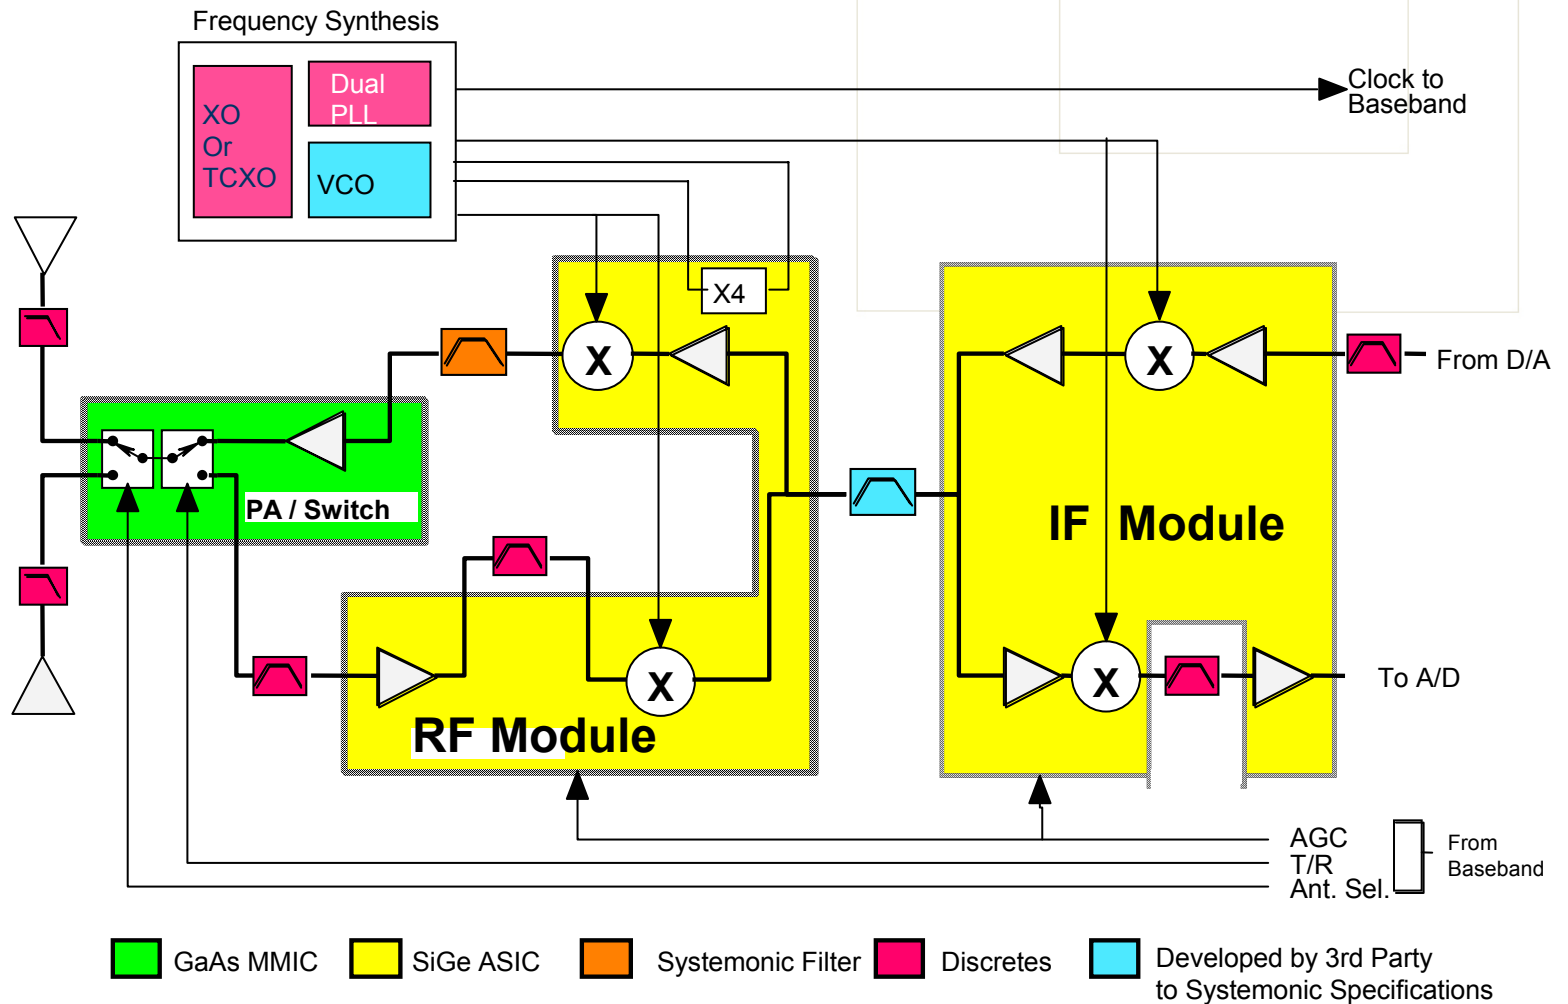 Frequency Synthesis
XO
Or
TCXO
Dual
PLL
VCO
Clock to
Baseband
X4
X
X
From D/A
PA / Switch
IF Module
X
X
To A/D
RF Module
AGC
T/R
Ant. Sel.
From
Baseband
GaAs MMIC
SiGe ASIC
Systemonic Filter
Discretes
Developed by 3rd Party
to Systemonic Specifications